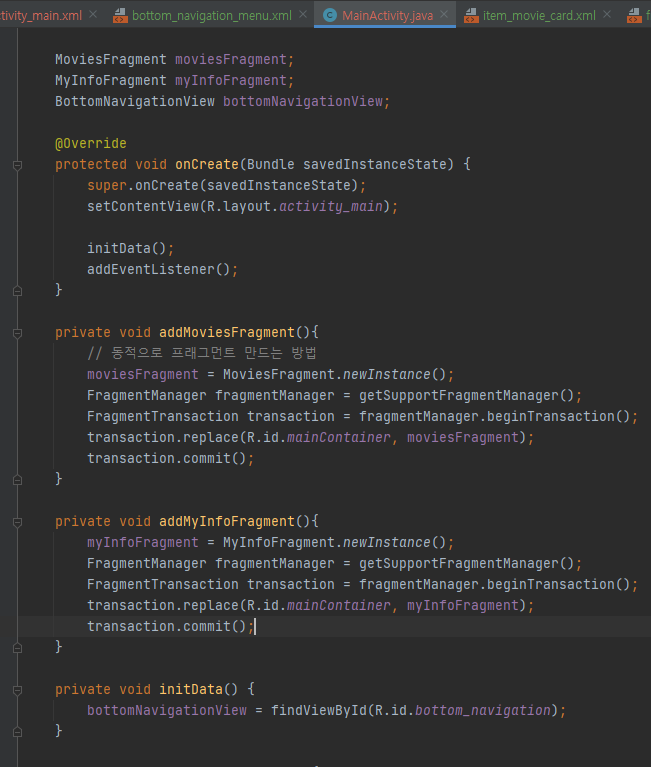 tivity_main.xml
bottom_navigation_menu.xml
MainActivity.java
item_movie_card.xml
f
MoviesFragment moviesFragment;
MyInfoFragment myInfoFragment;
BottomNavigationView bottomNavigationView;
@Override
protected void onCreate(Bundle savedInstanceState) {
super.onCreate(savedInstanceState);
setContentView(R.layout.activity_main);
initData();
addEventListener();
}
private void addMoviesFragment(){
// 동적으로 프래그먼트 만드는 방법
moviesFragment = MoviesFragment.newInstance();
FragmentManager fragmentManager = getSupportFragmentManager();
FragmentTransaction transaction = fragmentManager.beginTransaction();
transaction.replace(R.id.mainContainer, moviesFragment);
transaction.commit();
}
private void addMyInfoFragment(){
myInfoFragment = MyInfoFragment.newInstance();
FragmentManager fragmentManager = getSupportFragmentManager();
FragmentTransaction transaction = fragmentManager.beginTransaction();
transaction.replace(R.id.mainContainer, myInfoFragment);
transaction.commit();
}
private void initData() {
bottomNavigationView = findViewById(R.id.bottom_navigation);
}